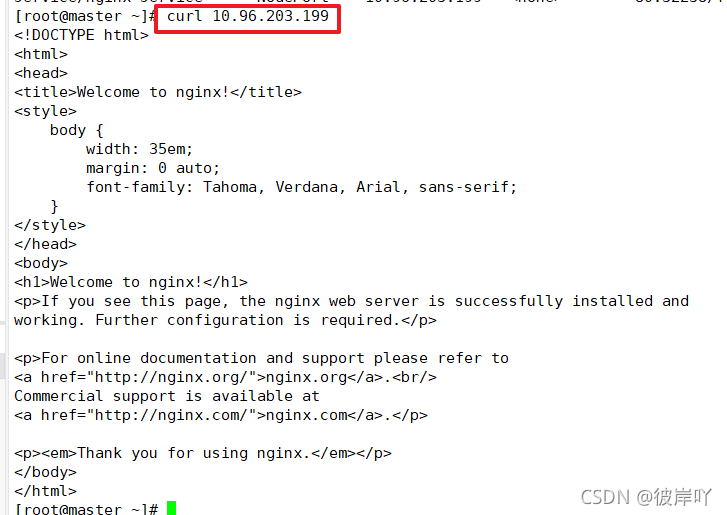 [root@master ~]# curl 10.96.203.199
<!DOCTYPE html>
<html>
<head>
<title>Welcome to nginx!</title>
<style>
    body {
        width: 35em;
        margin: 0 auto;
        font-family: Tahoma, Verdana, Arial, sans-serif;
    }
</style>
</head>
<body>
<h1>Welcome to nginx!</h1>
<p>If you see this page, the nginx web server is successfully installed and
working. Further configuration is required.</p>

<p>For online documentation and support please refer to
<a href="http://nginx.org/">nginx.org</a>.<br/>
Commercial support is available at
<a href="http://nginx.com/">nginx.com</a>.</p>

<p><em>Thank you for using nginx.</em></p>
</body>
</html>
[root@master ~]#
CSDN @彼岸吖